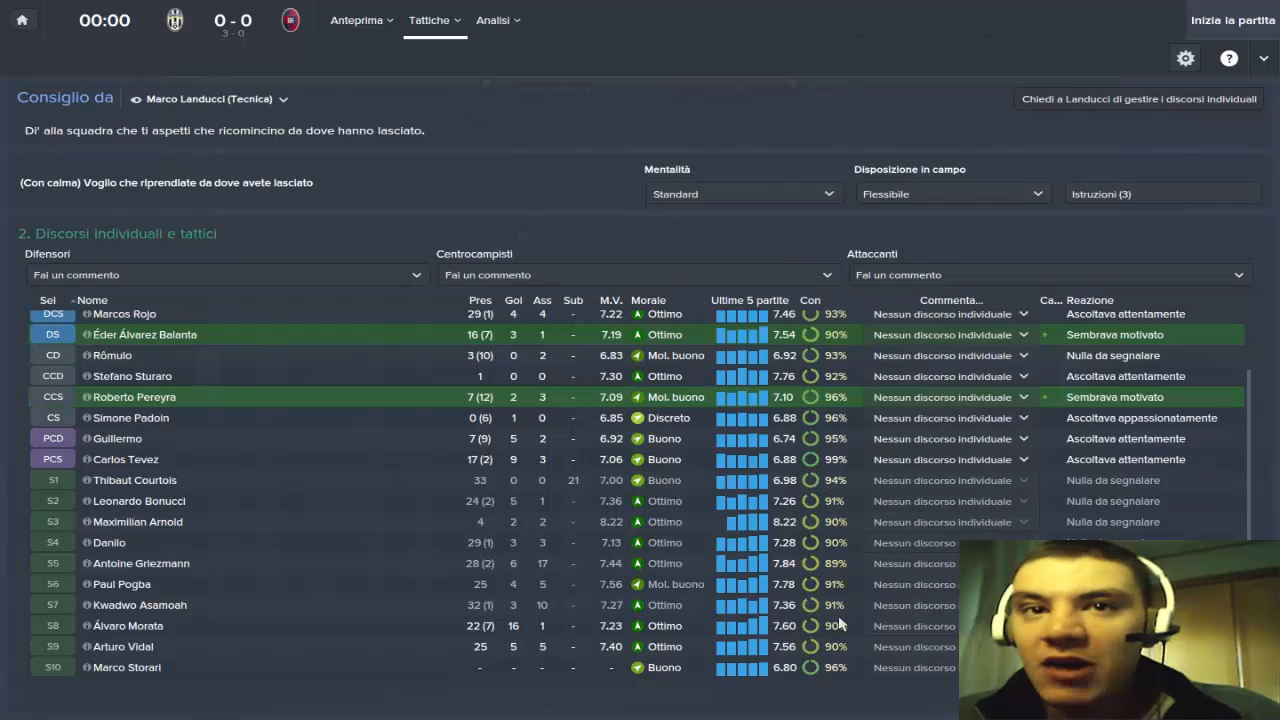 00:00 0 - 0 Anteprima Tattiche Analisi Inizia la partita
3 - 0
?
Consiglio da Marco Landucci (Tecnica) Chiedi a Landucci di gestire i discorsi individuali
Di' alla squadra che ti aspetti che ricomincino da dove hanno lasciato.
Mentalità Disposizione in campo
(Con calma) Voglio che riprendiate da dove avete lasciato
Standard Flessibile Istruzioni (3)
2. Discorsi individuali e tattici
Difensori Centrocampisti Attaccanti
Fai un commento Fai un commento Fai un commento
Sel Nome Pres Gol Ass Sub M.V. Morale Ultime 5 partite Con Commenta... Ca... Reazione
DCS Marcos Rojo 29 (1) 4 4 - 7.22 Ottimo 7.48 93% Nessun discorso individuale Ascoltava attentamente
DS Éder Álvarez Balanta 16 (7) 3 1 - 7.19 Ottimo 7.54 90% Nessun discorso individuale Sembrava motivato
CD Rômulo 3 (10) 0 2 - 6.83 Mol. buono 6.92 93% Nessun discorso individuale Nulla da segnalare
CCD Stefano Sturaro 1 0 0 - 7.30 Ottimo 7.76 92% Nessun discorso individuale Ascoltava attentamente
CCS Roberto Pereyra 7 (12) 2 3 - 7.09 Mol. buono 7.10 96% Nessun discorso individuale Sembrava motivato
CS Simone Padoin 0 (6) 1 0 - 6.85 Discreto 6.88 96% Nessun discorso individuale Ascoltava appassionatamente
PCD Guillermo 7 (9) 5 2 - 6.92 Buono 6.74 95% Nessun discorso individuale Ascoltava attentamente
PCS Carlos Tevez 17 (2) 9 3 - 7.06 Buono 6.88 99% Nessun discorso individuale Ascoltava attentamente
S1 Thibaut Courtois 33 0 0 21 7.00 Buono 6.98 94% Nessun discorso individuale Nulla da segnalare
S2 Leonardo Bonucci 24 (2) 5 1 - 7.36 Ottimo 7.26 91% Nessun discorso individuale Nulla da segnalare
S3 Maximilian Arnold 4 2 2 - 8.22 Ottimo 8.22 90% Nessun discorso individuale Nulla da segnalare
S4 Danilo 29 (1) 3 3 - 7.13 Ottimo 7.28 90% Nessun discorso
S5 Antoine Griezmann 28 (2) 6 17 - 7.44 Ottimo 7.84 89% Nessun discorso
S6 Paul Pogba 25 4 5 - 7.56 Mol. buono 7.78 91% Nessun discorso
S7 Kwadwo Asamoah 32 (1) 3 10 - 7.27 Ottimo 7.36 91% Nessun discorso
S8 Álvaro Morata 22 (7) 16 1 - 7.23 Ottimo 7.60 90% Nessun discorso
S9 Arturo Vidal 25 5 5 - 7.40 Ottimo 7.56 90% Nessun discorso
S10 Marco Storari - - - - - Buono 6.80 96% Nessun discorso